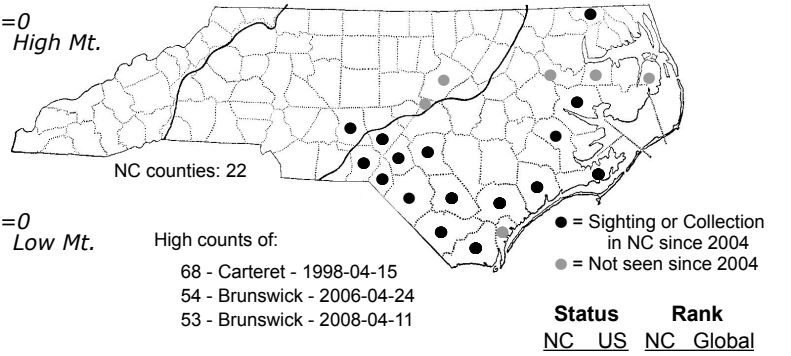 =0
High Mt.
NC counties: 22
=0
Low Mt.
High counts of:
68 - Carteret - 1998-04-15
54 - Brunswick - 2006-04-24
53 - Brunswick - 2008-04-11
= Sighting or Collection
in NC since 2004
= Not seen since 2004
Status Rank
NC US NC Global